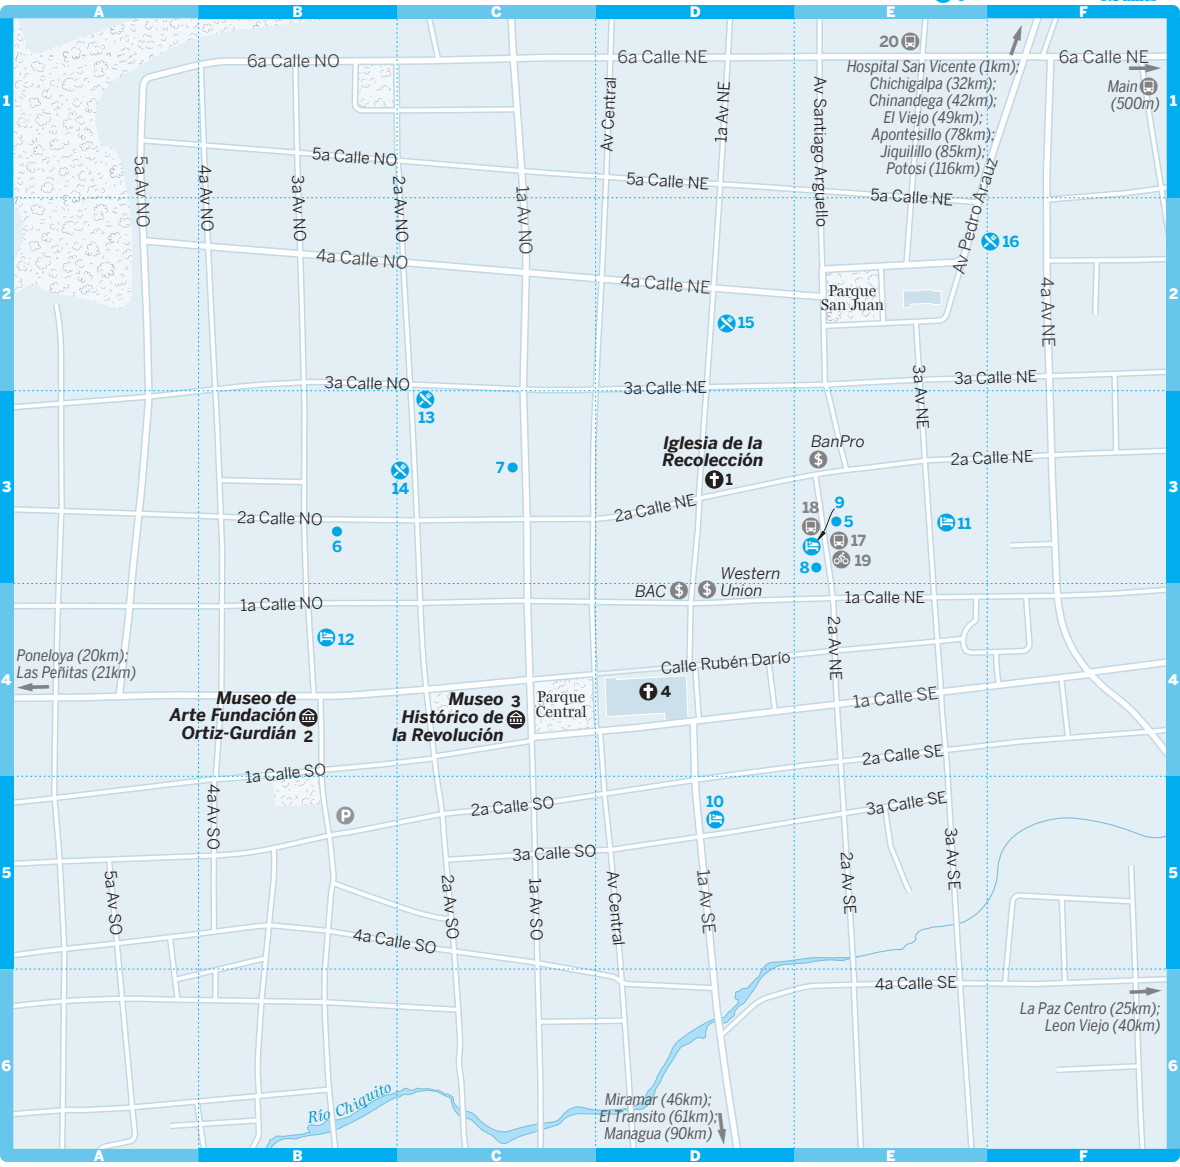 A B C D E F
6a Calle NO
6a Calle NE
20
6a Calle NE
Hospital San Vicente (1km);
Chichigalpa (32km);
Chinandega (42km);
El Viejo (49km);
Apontesillo (78km);
Jiquilillo (85km);
Potosi (116km)
Main
(500m)
1
1
Av Central
1a Av NE
Av Santiago Arguello
5a Calle NO
5a Calle NE
5a Calle NE
5a Av NO
4a Av NO
3a Av NO
2a Av NO
1a Av NO
Av Pedro Arauz
16
4a Calle NO
4a Calle NE
Parque
San Juan
4a Av NE
2
2
15
3a Calle NO
3a Calle NE
3a Calle NE
3a Av NE
13
Iglesia de la
Recolección
1
BanPro
2a Calle NE
7
14
3
3
2a Calle NO
2a Calle NE
6
18
9
5
17
19
8
11
BAC
Western
Union
1a Calle NO
1a Calle NE
12
2a Av NE
Poneloya (20km);
Las Peñitas (21km)
Calle Rubén Darío
4
4
Museo de
Arte Fundación
Ortiz-Gurdián
2
Museo
Histórico de
la Revolución
3
Parque
Central
4
1a Calle SE
2a Calle SE
1a Calle SO
4a Av SO
P
2a Calle SO
10
3a Calle SE
3a Calle SO
5
5
5a Av SO
2a Av SO
1a Av SO
Av Central
1a Av SE
2a Av SE
3a Av SE
4a Calle SO
4a Calle SE
La Paz Centro (25km);
Leon Viejo (40km)
6
6
Río Chiquito
Miramar (46km);
El Transito (61km);
Managua (90km)
A B C D E F